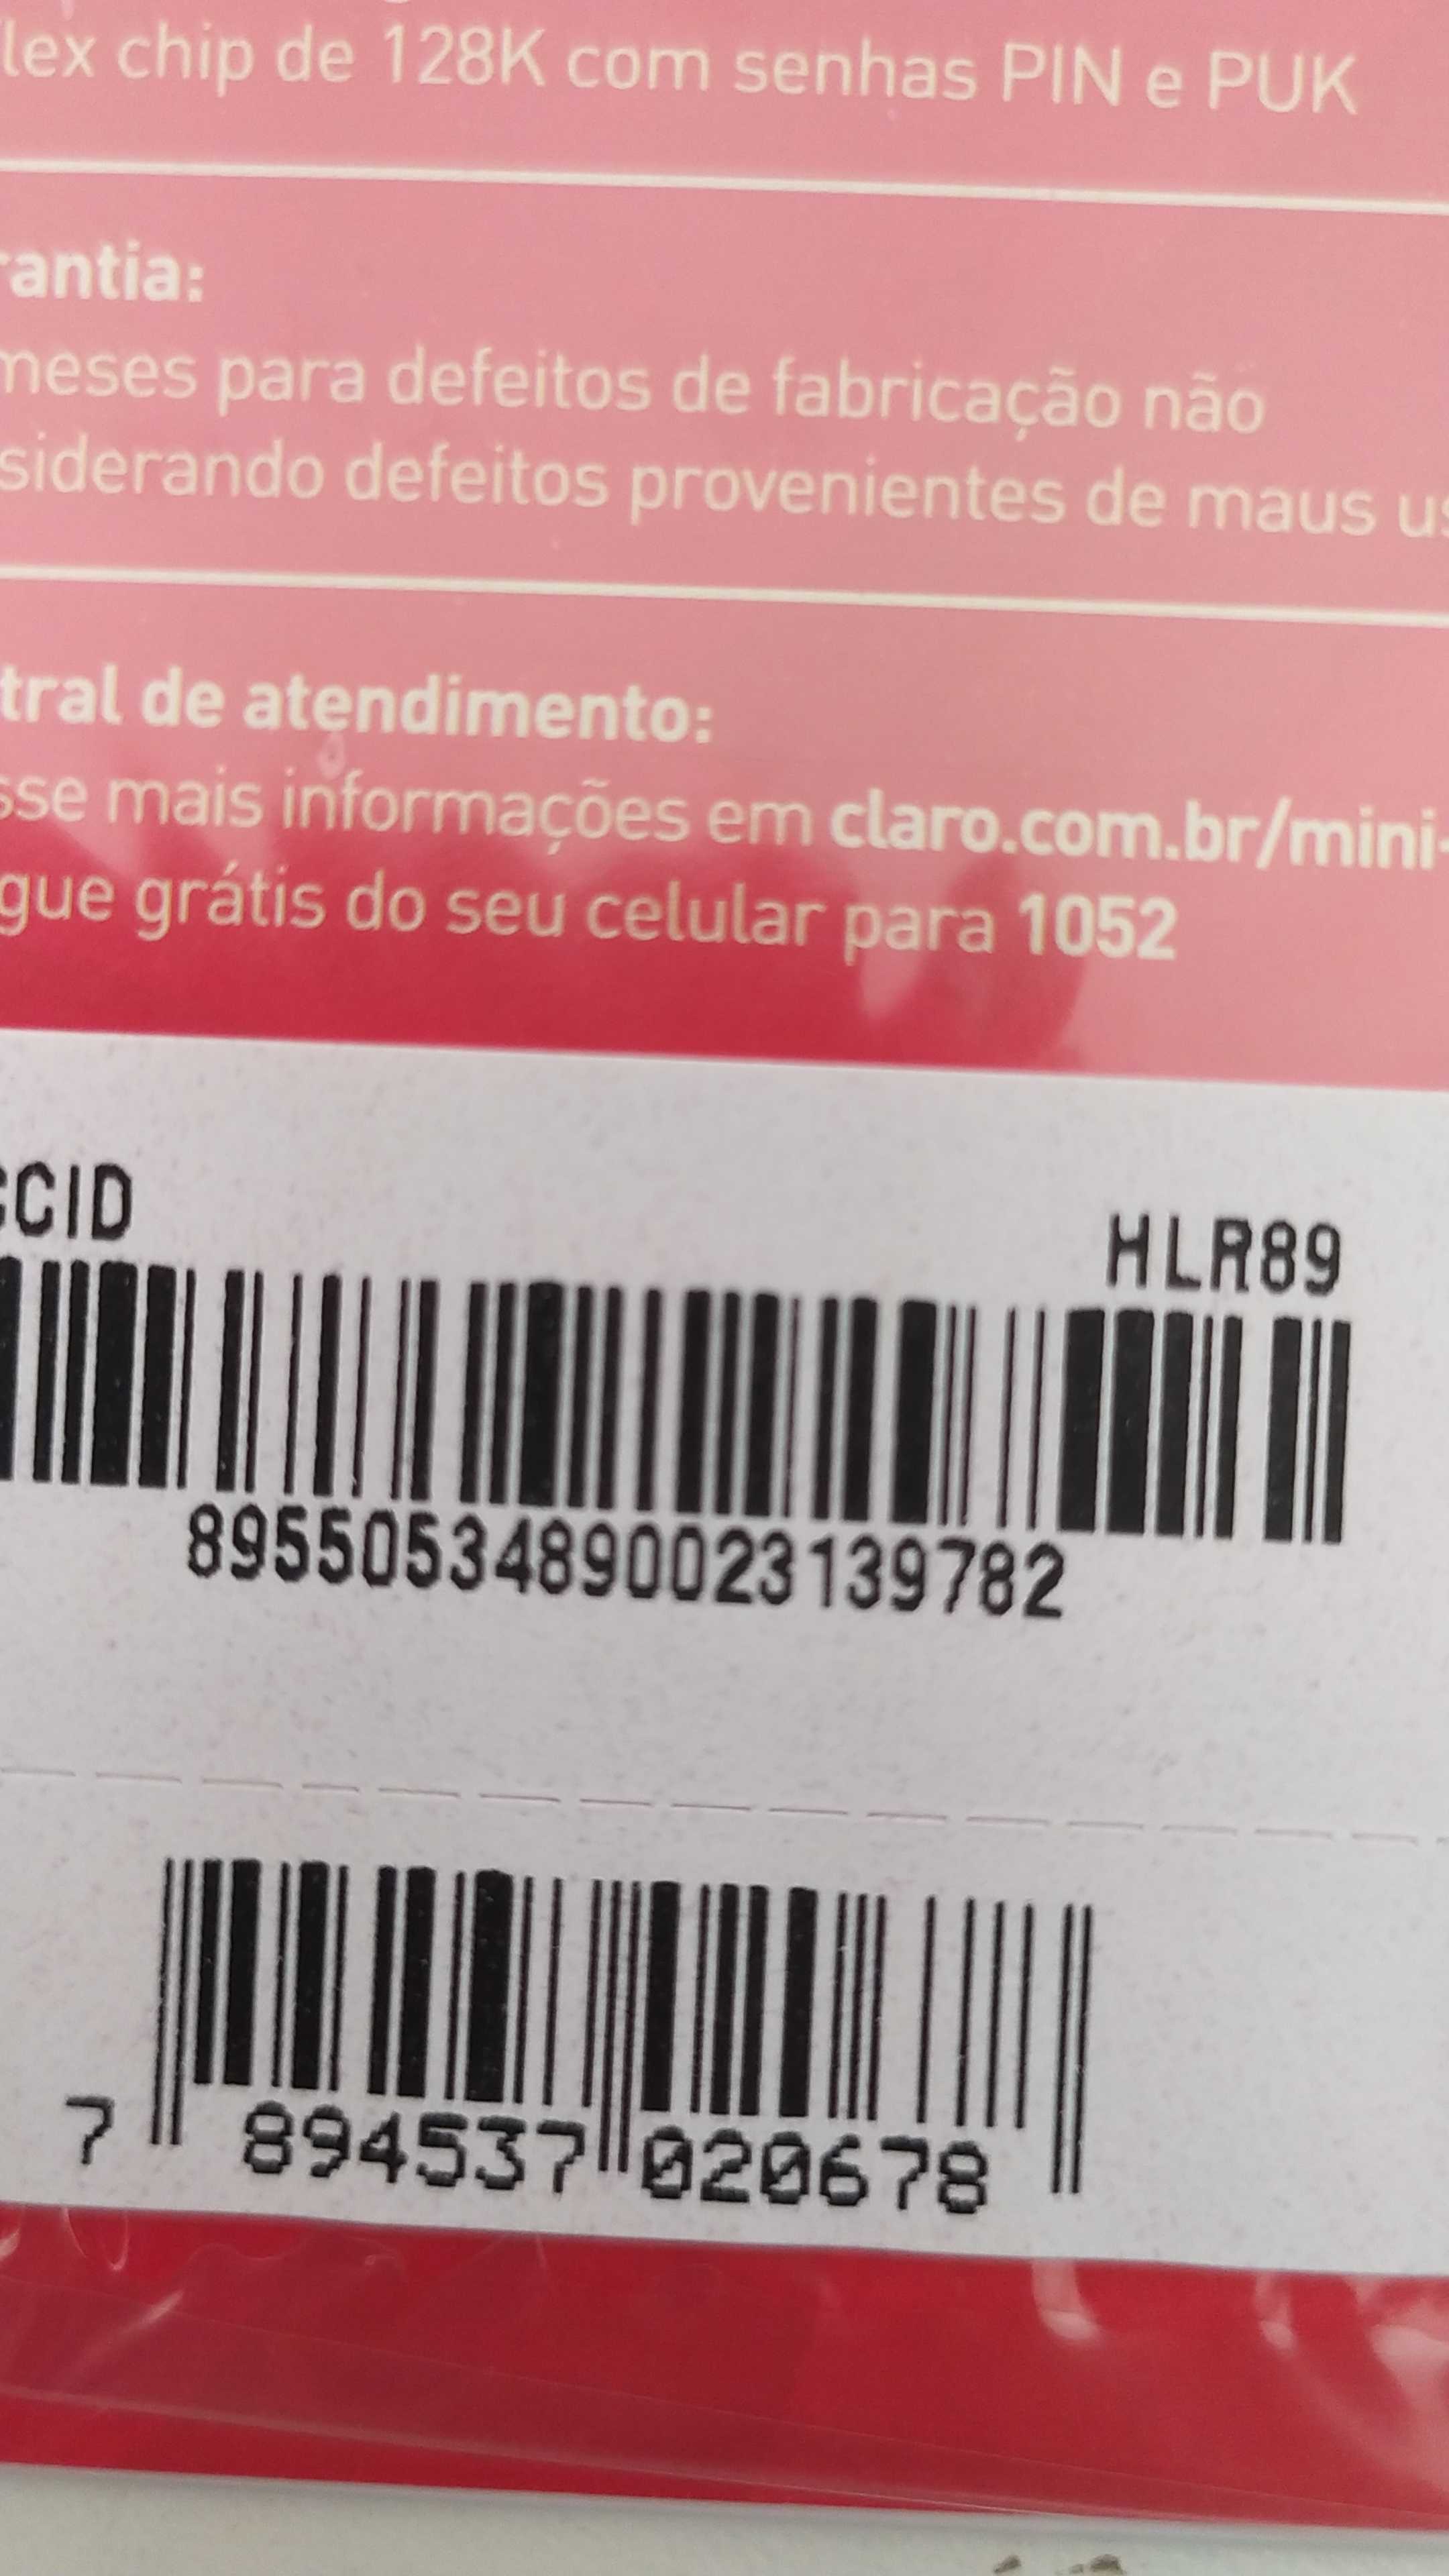 lex chip de 128K com senhas PIN e PUK
rantia:
meses para defeitos de fabricação não
siderando defeitos provenientes de maus us
tral de atendimento:
sse mais informações em claro.com.br/mini-
gue grátis do seu celular para 1052
CCID
HLR89
89550534890023139782
7 894537 020678